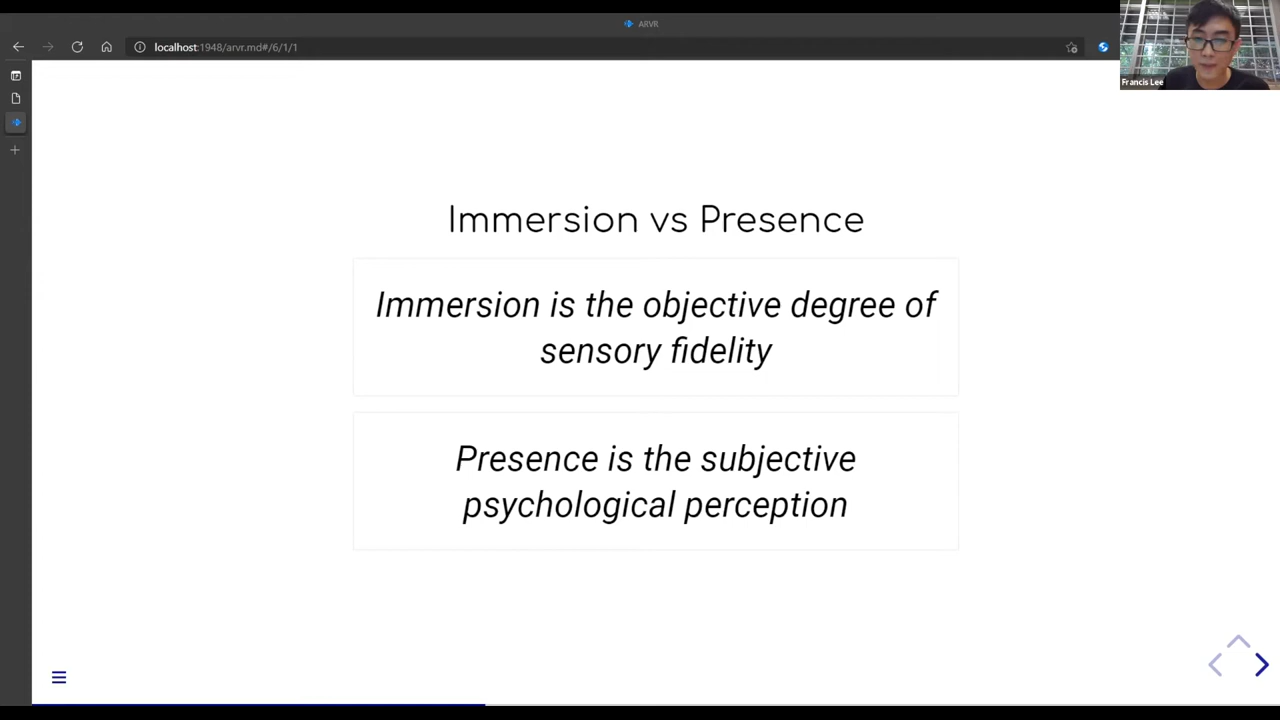 ARVR
localhost:1948/arvr.md#/6/1/1
Francis Lee
Immersion vs Presence
Immersion is the objective degree of
sensory fidelity
Presence is the subjective
psychological perception